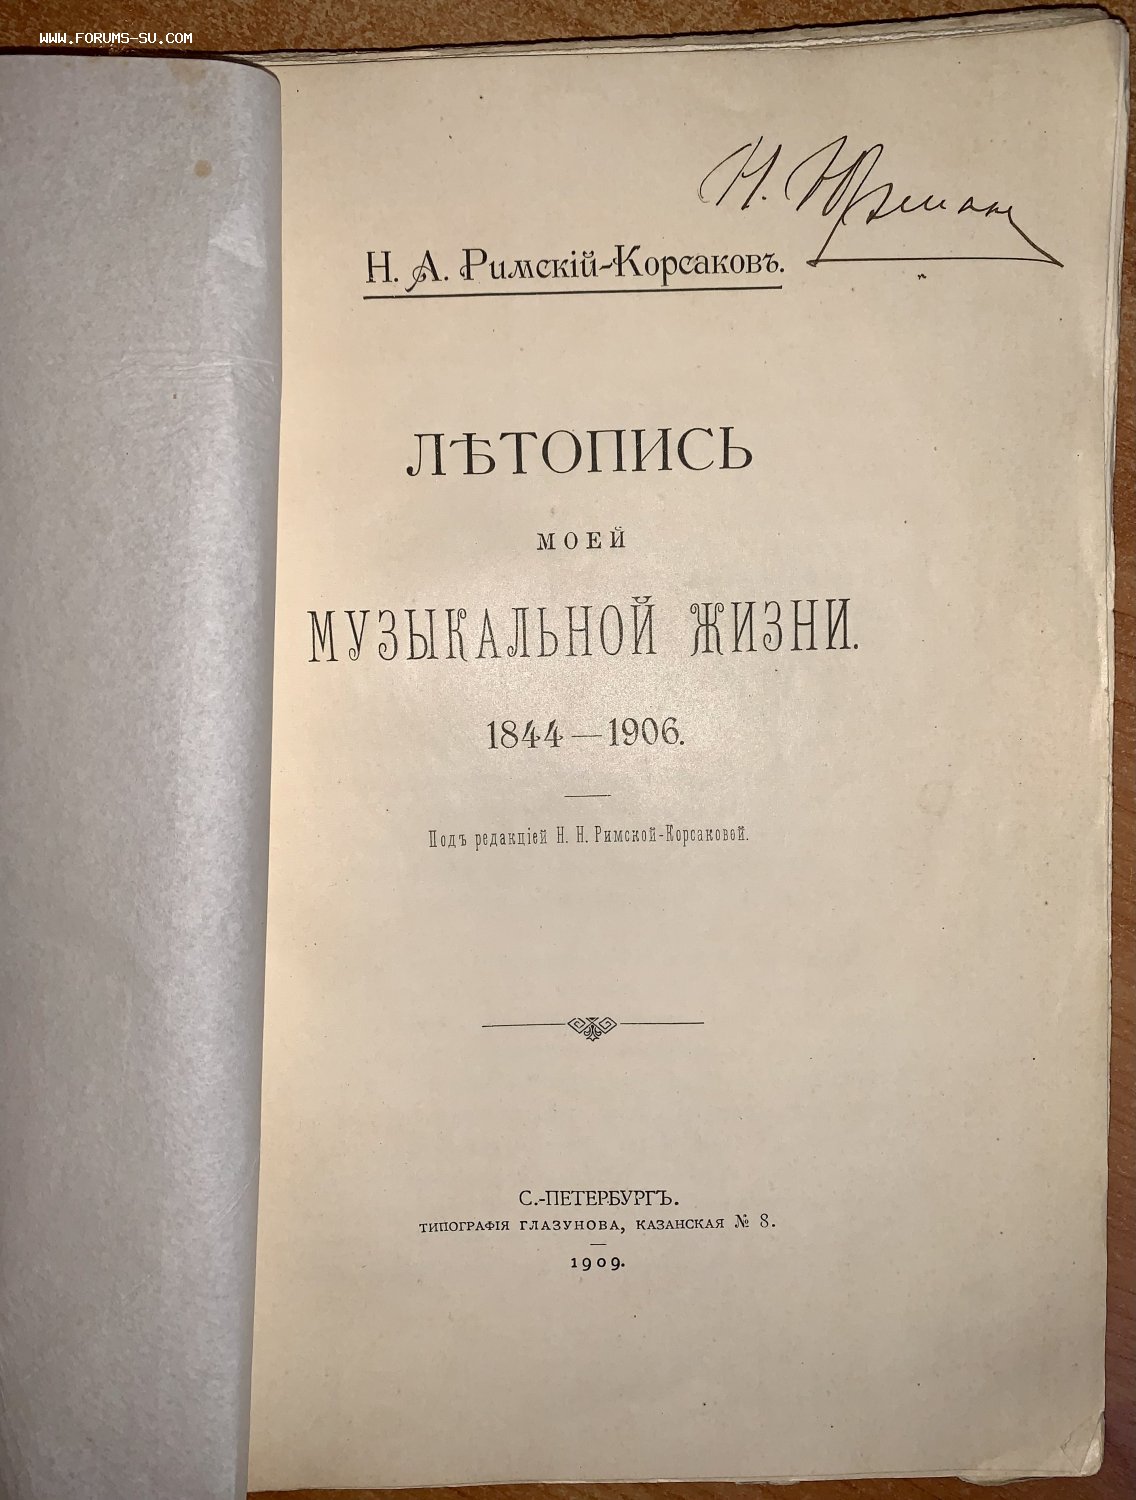 WWW.FORUMS-SU.COM
Н. Юрман
Н. А. Римскій-Корсаковъ.
ЛѢТОПИСЬ
МОЕЙ
МУЗЫКАЛЬНОЙ ЖИЗНИ.
1844—1906.
Подъ редакціей Н. Н. Римской-Корсаковой.
С.-ПЕТЕРБУРГЪ.
ТИПОГРАФІЯ ГЛАЗУНОВА, КАЗАНСКАЯ № 8.
1909.